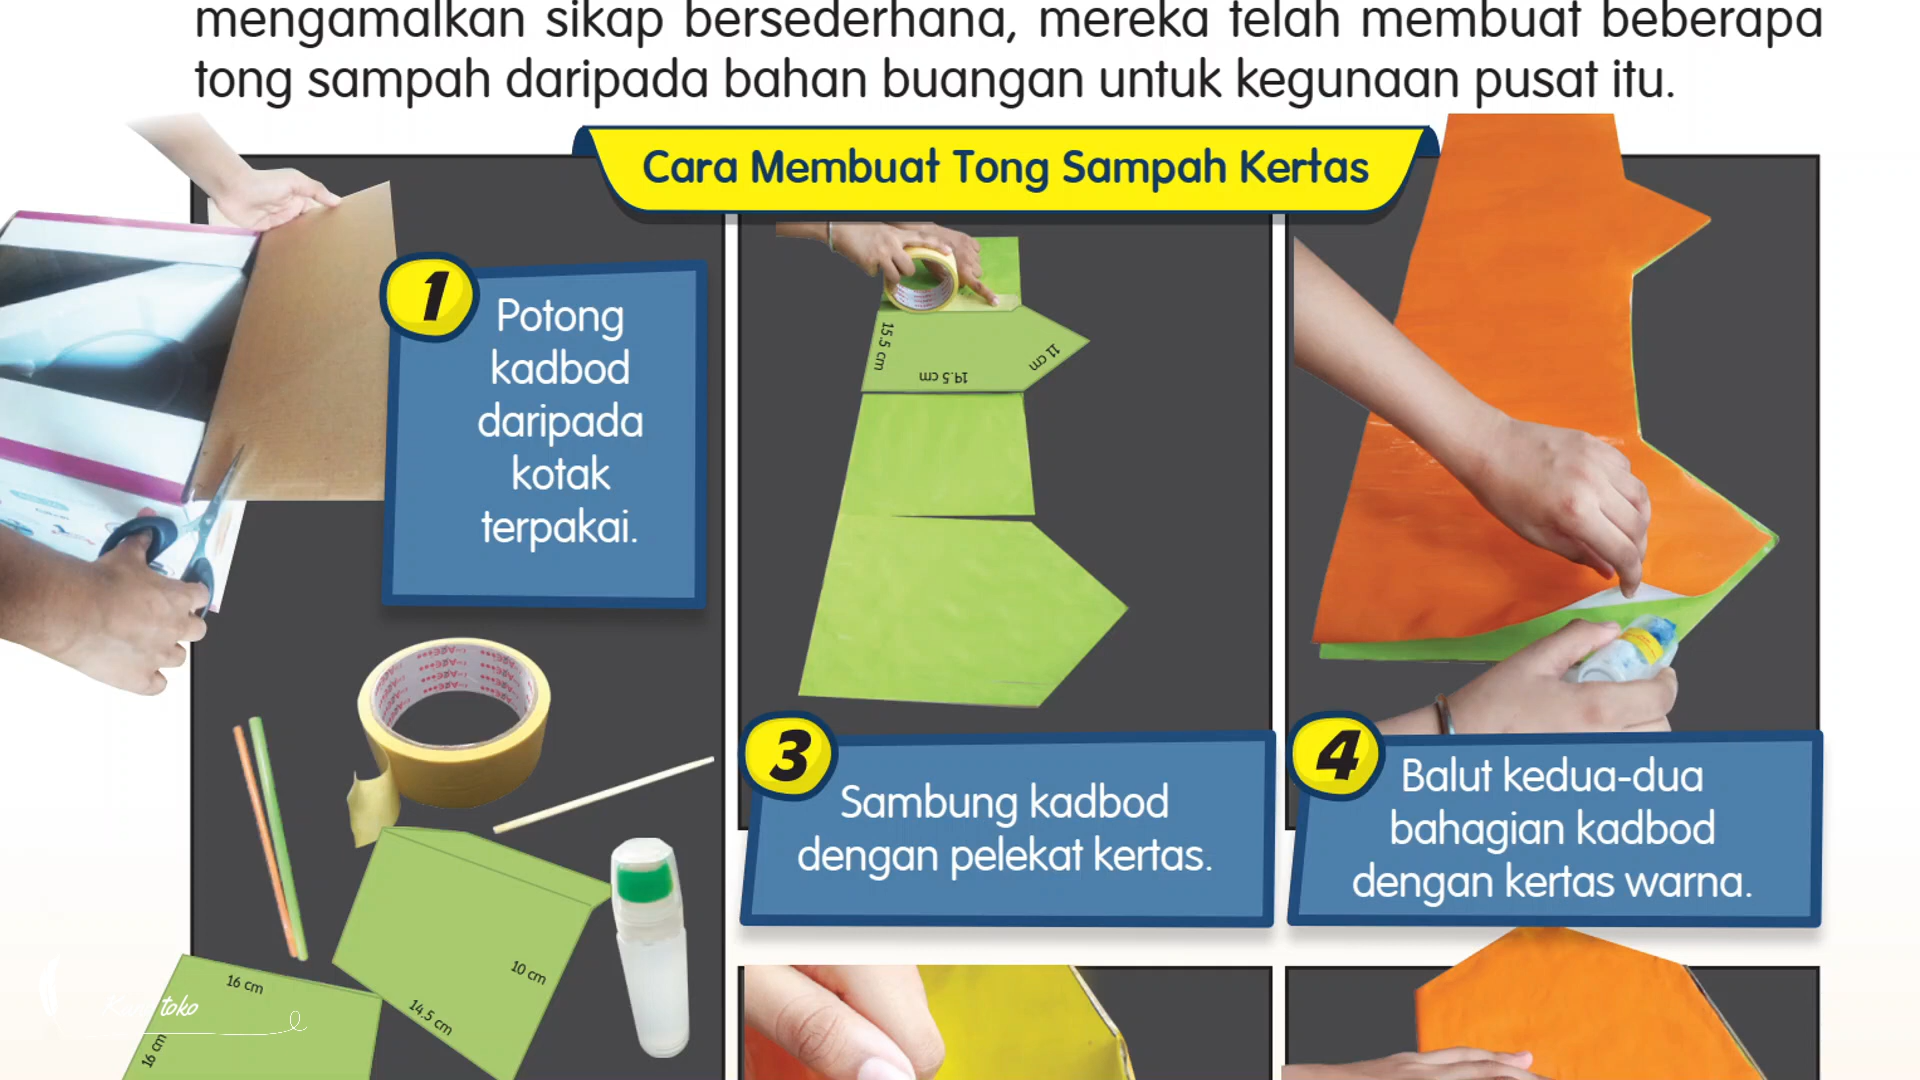 mengamalkan sikap bersederhana, mereka telah membuat beberapa
tong sampah daripada bahan buangan untuk kegunaan pusat itu.
Cara Membuat Tong Sampah Kertas
1
Potong
kadbod
daripada
kotak
terpakai.
15.5 cm
19.5 cm
11 cm
3
Sambung kadbod
dengan pelekat kertas.
4
Balut kedua-dua
bahagian kadbod
dengan kertas warna.
16 cm
16 cm
10 cm
14.5 cm
toko